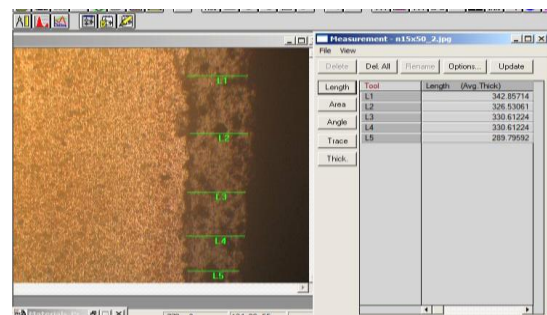 Measurement - n15x50_2.jpg
File View
Delete Del. All Rename Options... Update
Length Tool Length (Avg.Thick)
L1 342.85714
Area L2 326.53061
L3 330.61224
Angle L4 330.61224
L5 289.79592
Trace
Thick.
L1
L2
L3
L4
L5